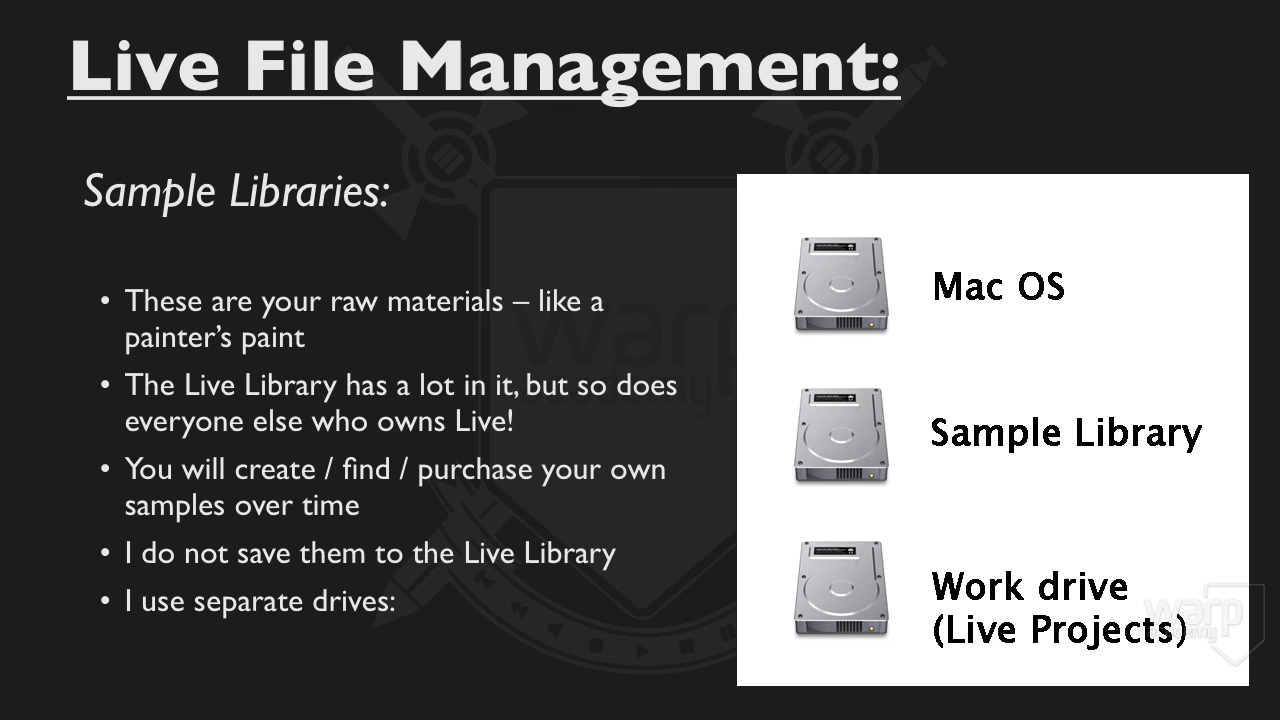 Live File Management:
Sample Libraries:
• These are your raw materials – like a
painter's paint
• The Live Library has a lot in it, but so does
everyone else who owns Live!
• You will create / find / purchase your own
samples over time
• I do not save them to the Live Library
• I use separate drives:
Mac OS
Sample Library
Work drive
(Live Projects)
warp
academy